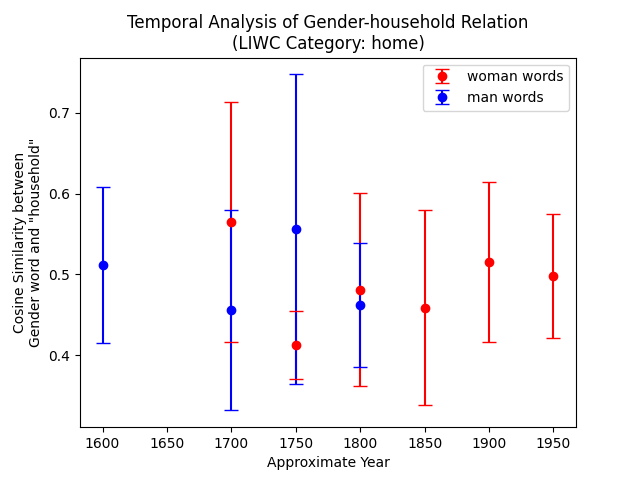 Temporal Analysis of Gender-household Relation
(LIWC Category: home)
woman words
man words
Cosine Similarity between
Gender word and "household"
0.7
0.6
0.5
0.4
1600 1650 1700 1750 1800 1850 1900 1950
Approximate Year